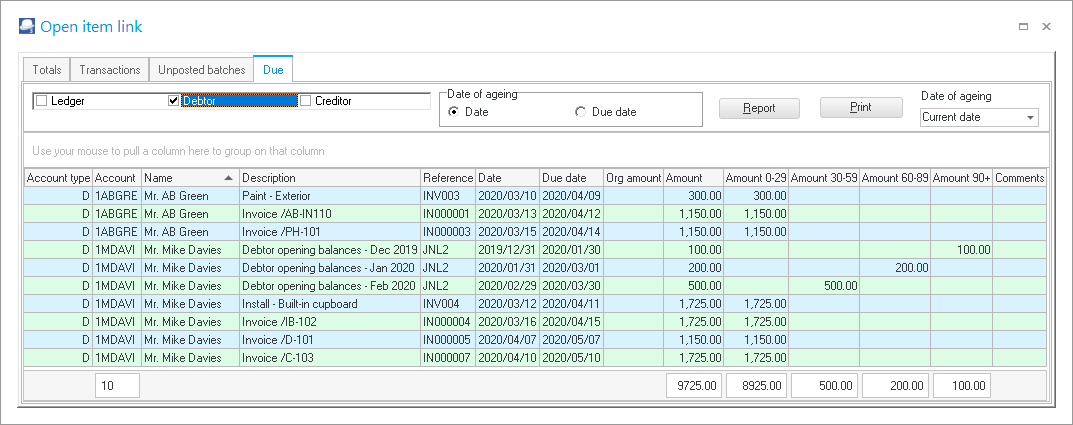 Open item link
Totals Transactions Unposted batches Due
Ledger Debtor Creditor Date of ageing Date Due date Report Print Date of ageing Current date
Use your mouse to pull a column here to group on that column
Account type Account Name Description Reference Date Due date Org amount Amount Amount 0-29 Amount 30-59 Amount 60-89 Amount 90+ Comments
D 1ABGRE Mr. AB Green Paint - Exterior INV003 2020/03/10 2020/04/09 300.00 300.00
D 1ABGRE Mr. AB Green Invoice /AB-IN110 IN000001 2020/03/13 2020/04/12 1,150.00 1,150.00
D 1ABGRE Mr. AB Green Invoice /PH-101 IN000003 2020/03/15 2020/04/14 1,150.00 1,150.00
D 1MDAVI Mr. Mike Davies Debtor opening balances - Dec 2019 JNL2 2019/12/31 2020/01/30 100.00 100.00
D 1MDAVI Mr. Mike Davies Debtor opening balances - Jan 2020 JNL2 2020/01/31 2020/03/01 200.00 200.00
D 1MDAVI Mr. Mike Davies Debtor opening balances - Feb 2020 JNL2 2020/02/29 2020/03/30 500.00 500.00
D 1MDAVI Mr. Mike Davies Install - Built-in cupboard INV004 2020/03/12 2020/04/11 1,725.00 1,725.00
D 1MDAVI Mr. Mike Davies Invoice /IB-102 IN000004 2020/03/16 2020/04/15 1,725.00 1,725.00
D 1MDAVI Mr. Mike Davies Invoice /D-101 IN000005 2020/04/07 2020/05/07 1,150.00 1,150.00
D 1MDAVI Mr. Mike Davies Invoice /C-103 IN000007 2020/04/10 2020/05/10 1,725.00 1,725.00
10 9725.00 8925.00 500.00 200.00 100.00